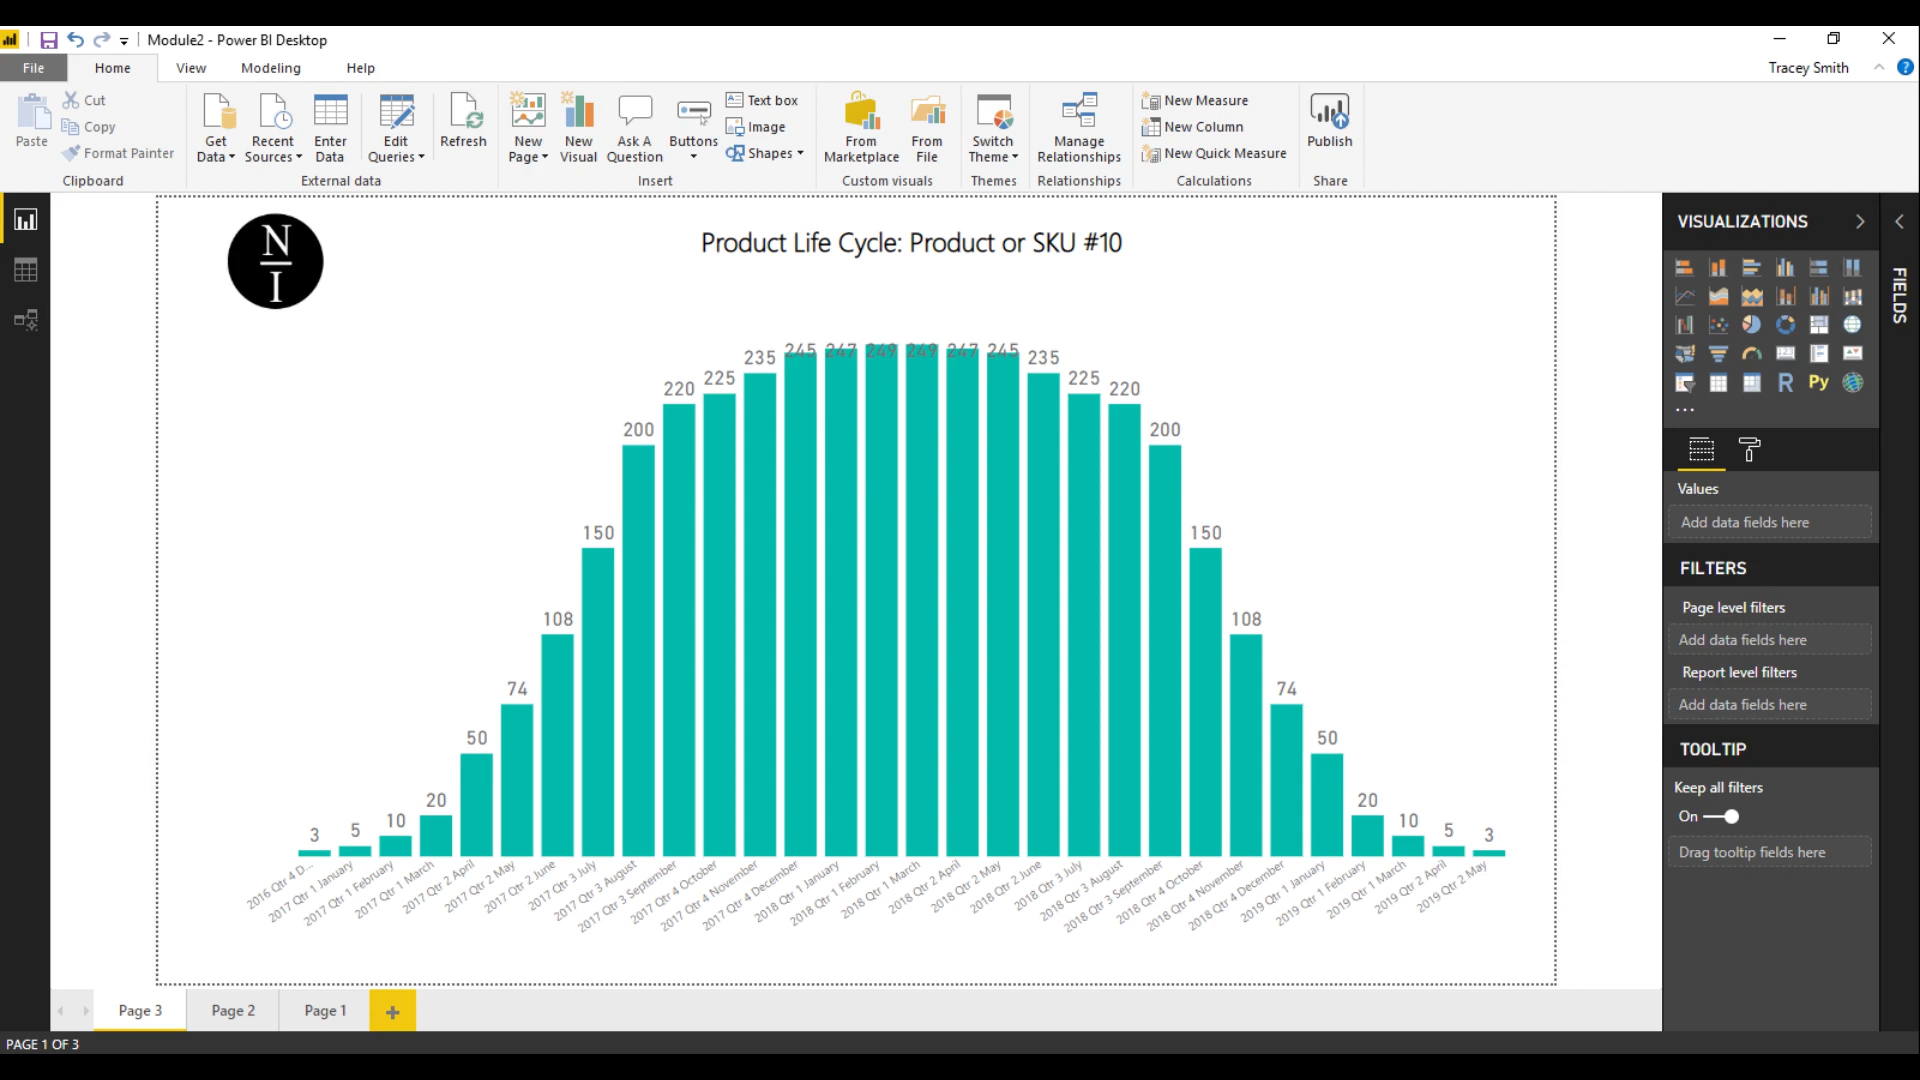 Module2 - Power BI Desktop
File Home View Modeling Help Tracey Smith ?
Paste Cut Copy Format Painter
Get Data Recent Sources Enter Data Edit Queries Refresh
New Page New Visual Ask A Question Buttons Text box Image Shapes
From Marketplace From File Switch Theme Manage Relationships
New Measure New Column New Quick Measure Publish
Clipboard External data Insert Custom visuals Themes Relationships Calculations Share
N
I
Product Life Cycle: Product or SKU #10
3 5 10 20 50 74 108 150 200 220 225 235 245 247 249 249 247 245 235 225 220 200 150 108 74 50 20 10 5 3
2016 Qtr 4 D...
2017 Qtr 1 January
2017 Qtr 1 February
2017 Qtr 1 March
2017 Qtr 2 April
2017 Qtr 2 May
2017 Qtr 2 June
2017 Qtr 3 July
2017 Qtr 3 August
2017 Qtr 3 September
2017 Qtr 4 October
2017 Qtr 4 November
2017 Qtr 4 December
2018 Qtr 1 January
2018 Qtr 1 February
2018 Qtr 1 March
2018 Qtr 2 April
2018 Qtr 2 May
2018 Qtr 2 June
2018 Qtr 3 July
2018 Qtr 3 August
2018 Qtr 3 September
2018 Qtr 4 October
2018 Qtr 4 November
2018 Qtr 4 December
2019 Qtr 1 January
2019 Qtr 1 February
2019 Qtr 1 March
2019 Qtr 2 April
2019 Qtr 2 May
VISUALIZATIONS
FIELDS
R Py
...
Values
Add data fields here
FILTERS
Page level filters
Add data fields here
Report level filters
Add data fields here
TOOLTIP
Keep all filters
On
Drag tooltip fields here
Page 3 Page 2 Page 1 +
PAGE 1 OF 3